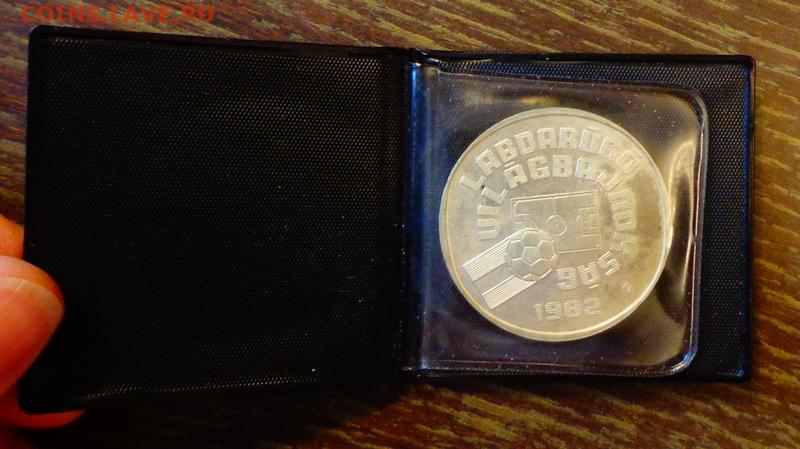 COINS.LAVE.RU
LABDARÚGÓ
VILÁGBAJNOKSÁG
1982